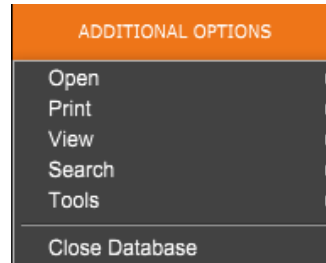 ADDITIONAL OPTIONS
Open
Print
View
Search
Tools
Close Database